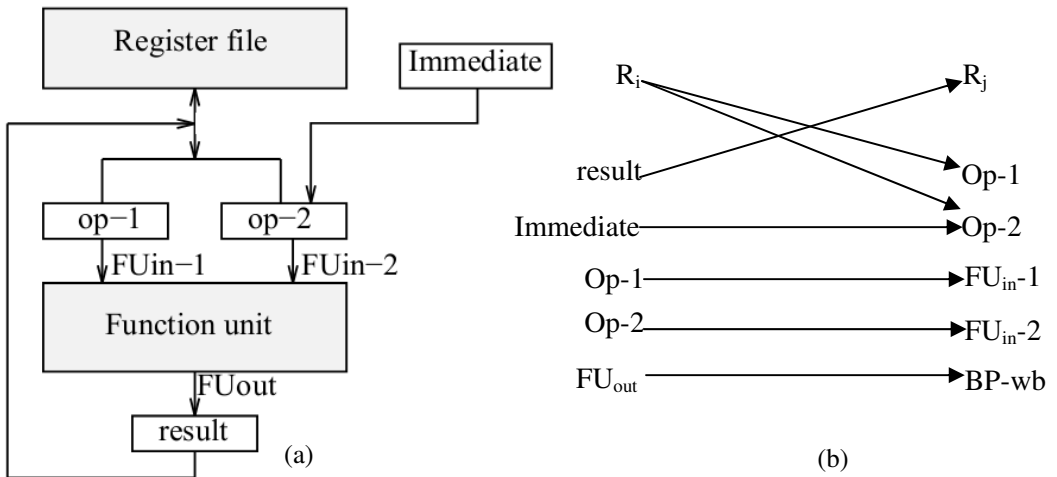 Register file
Immediate
op−1
op−2
FUin−1
FUin−2
Function unit
FUout
result
(a)
Ri
Rj
result
Op-1
Immediate
Op-2
Op-1
FUin-1
Op-2
FUin-2
FUout
BP-wb
(b)